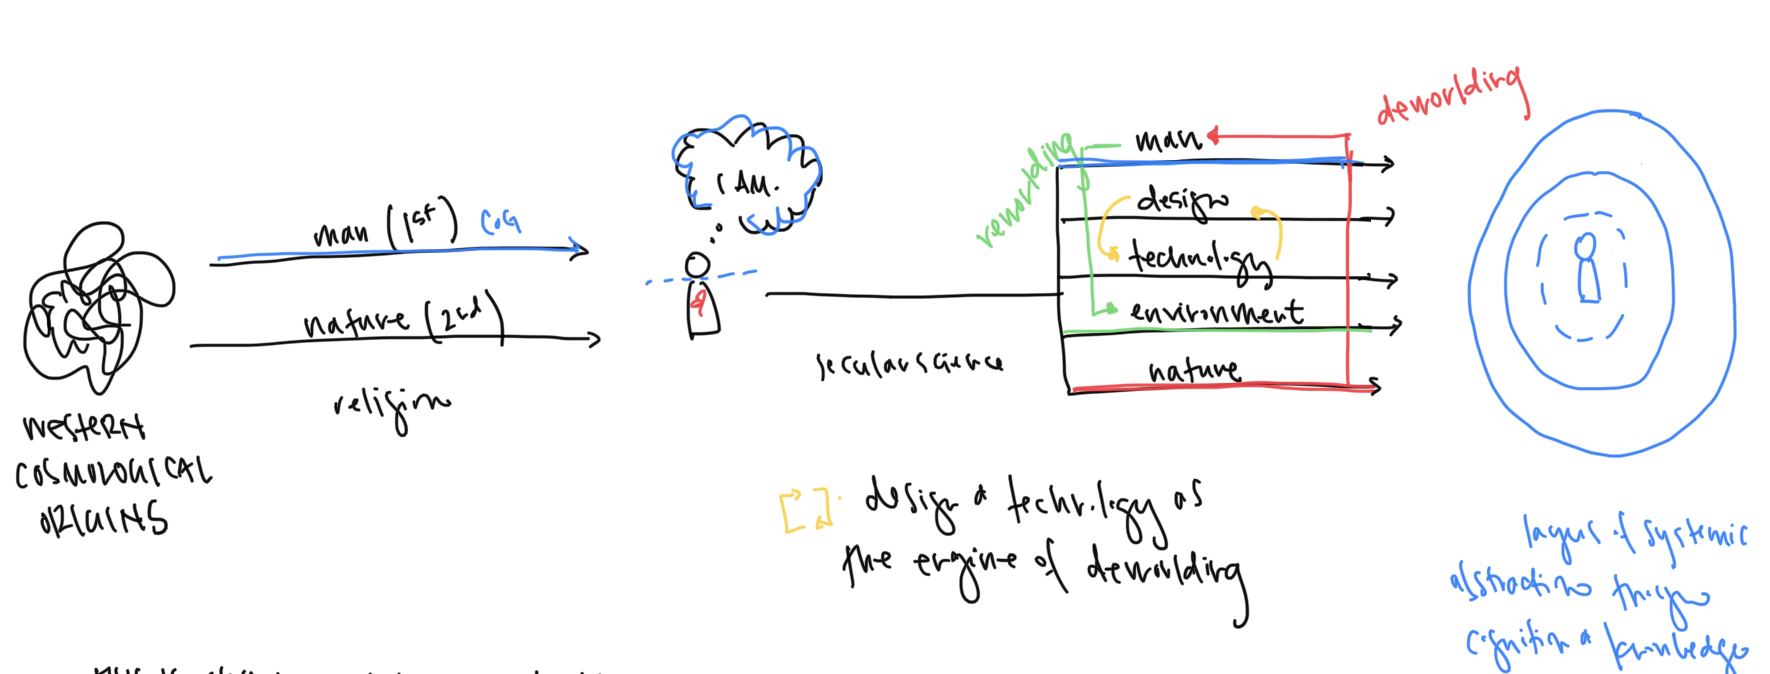 deworlding
man
reworlding
I AM.
man (1st) COG
design
technology
nature (2nd)
environment
secular science
nature
religion
WESTERN
COSMOLOGICAL
ORIGINS
design & technology as
the engine of deworlding
layers of systemic
abstraction through
cognition & knowledge